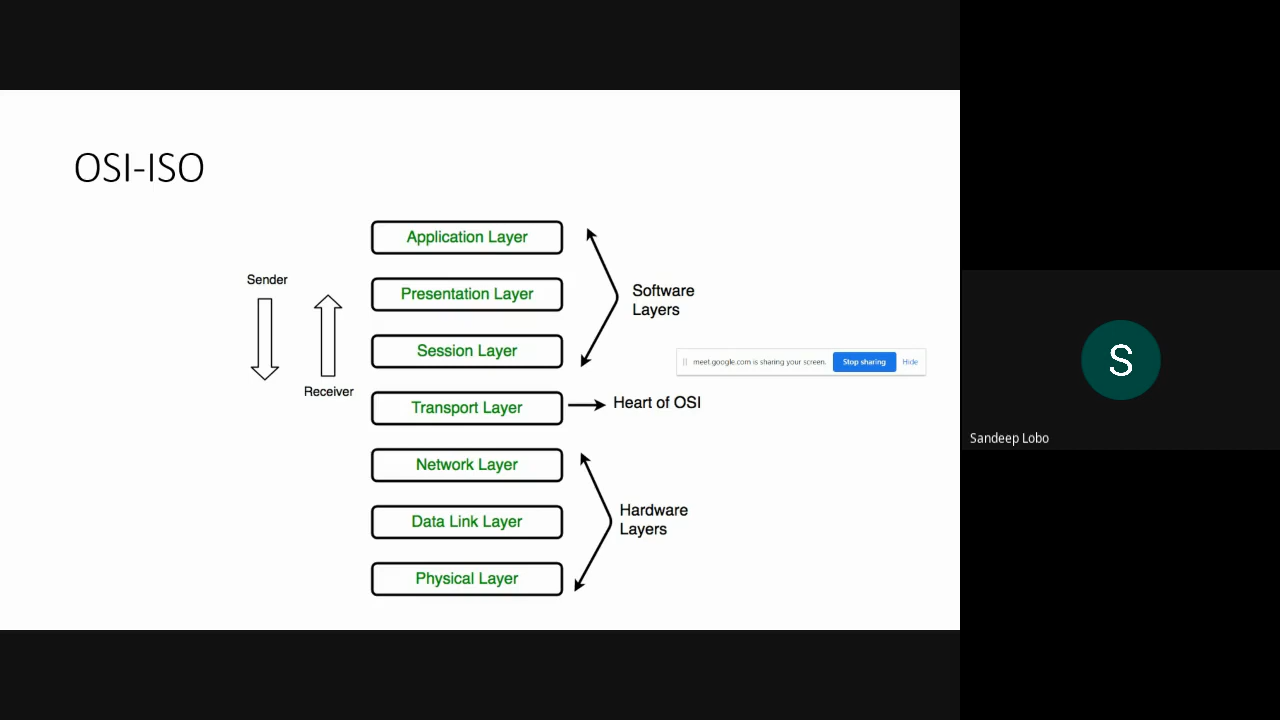 OSI-ISO
Application Layer
Sender
Presentation Layer
Software
Layers
Session Layer
meet.google.com is sharing your screen.
Stop sharing
Hide
Receiver
Transport Layer
Heart of OSI
Network Layer
Data Link Layer
Hardware
Layers
Physical Layer
S
Sandeep Lobo